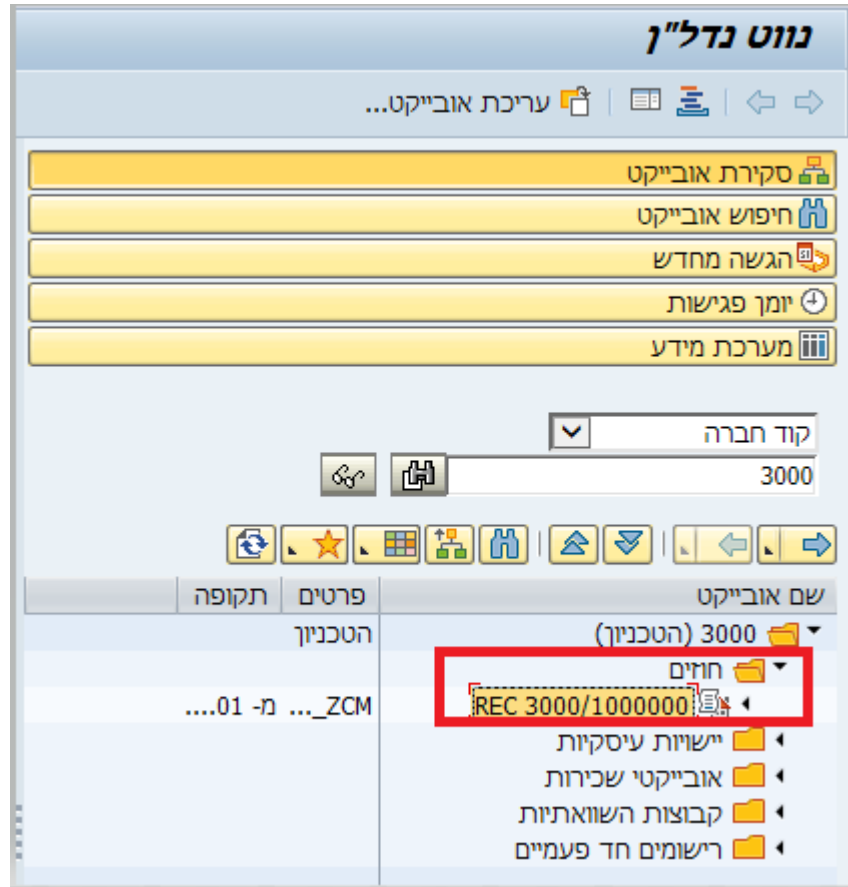 נווט נדל"ן
עריכת אובייקט...
סקירת אובייקט
חיפוש אובייקט
הגשה מחדש
יומן פגישות
מערכת מידע
קוד חברה
3000
שם אובייקט פרטים תקופה
3000 (הטכניון) הטכניון
חוזים
REC 3000/1000000 ZCM_... מ- 01....
יישויות עיסקיות
אובייקטי שכירות
קבוצות השוואתיות
רישומים חד פעמיים